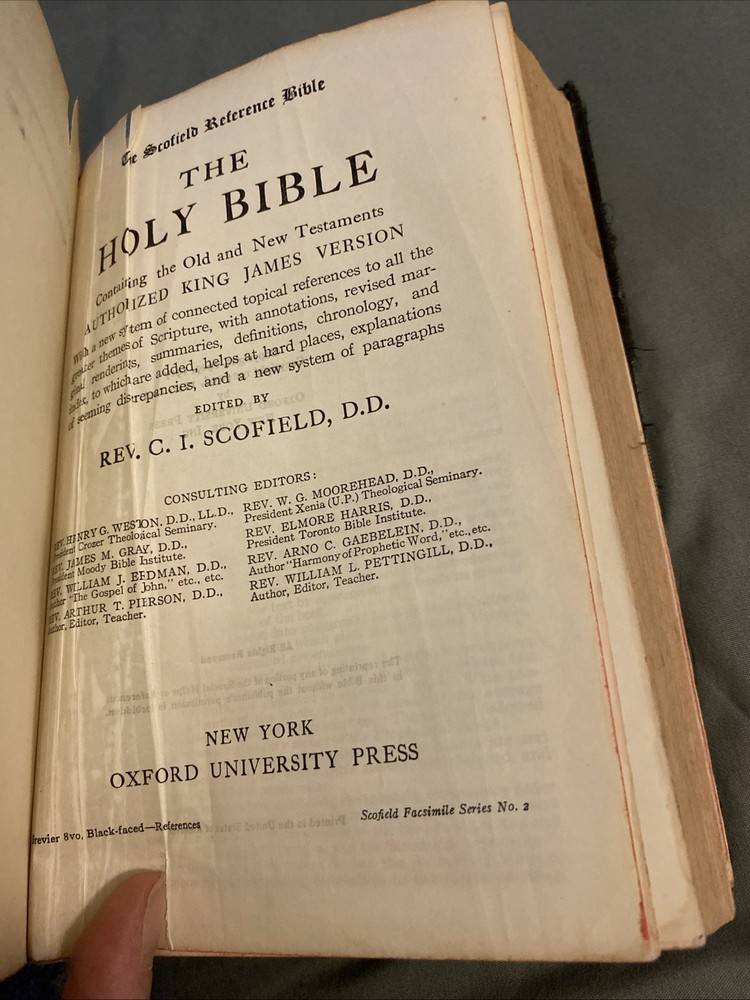 The Scofield Reference Bible
THE
HOLY BIBLE
Containing the Old and New Testaments
AUTHORIZED KING JAMES VERSION
With a new system of connected topical references to all the
greater themes of Scripture, with annotations, revised mar-
ginal renderings, summaries, definitions, chronology, and
index, to which are added, helps at hard places, explanations
of seeming discrepancies, and a new system of paragraphs
EDITED BY
REV. C. I. SCOFIELD, D.D.
CONSULTING EDITORS:
REV. HENRY G. WESTON, D.D., LL.D.,
President Crozer Theological Seminary.
REV. JAMES M. GRAY, D.D.,
President Moody Bible Institute.
REV. WILLIAM J. ERDMAN, D.D.,
Author "The Gospel of John," etc., etc.
REV. ARTHUR T. PIERSON, D.D.,
Author, Editor, Teacher.
REV. W. G. MOOREHEAD, D.D.,
President Xenia (U.P.) Theological Seminary.
REV. ELMORE HARRIS, D.D.,
President Toronto Bible Institute.
REV. ARNO C. GAEBELEIN, D.D.,
Author "Harmony of Prophetic Word," etc., etc.
REV. WILLIAM L. PETTINGILL, D.D.,
Author, Editor, Teacher.
NEW YORK
OXFORD UNIVERSITY PRESS
Brevier 8vo, Black-faced—References
Scofield Facsimile Series No. 2